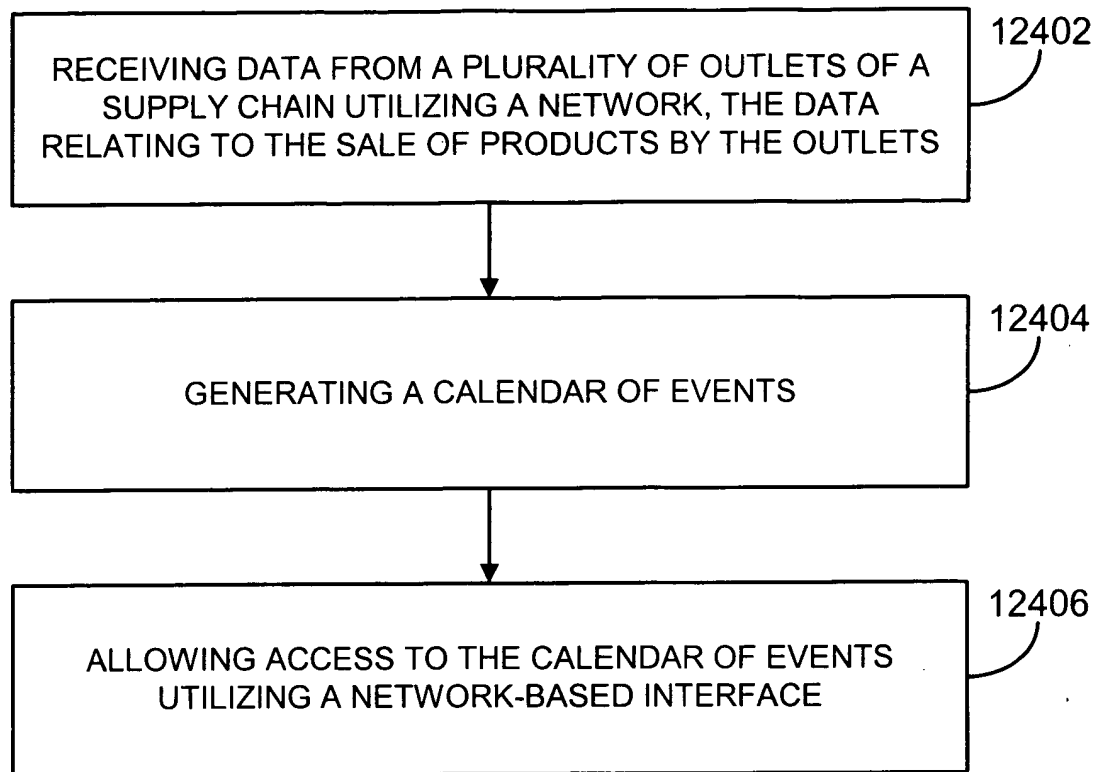 12402
RECEIVING DATA FROM A PLURALITY OF OUTLETS OF A
SUPPLY CHAIN UTILIZING A NETWORK, THE DATA
RELATING TO THE SALE OF PRODUCTS BY THE OUTLETS
12404
GENERATING A CALENDAR OF EVENTS
12406
ALLOWING ACCESS TO THE CALENDAR OF EVENTS
UTILIZING A NETWORK-BASED INTERFACE